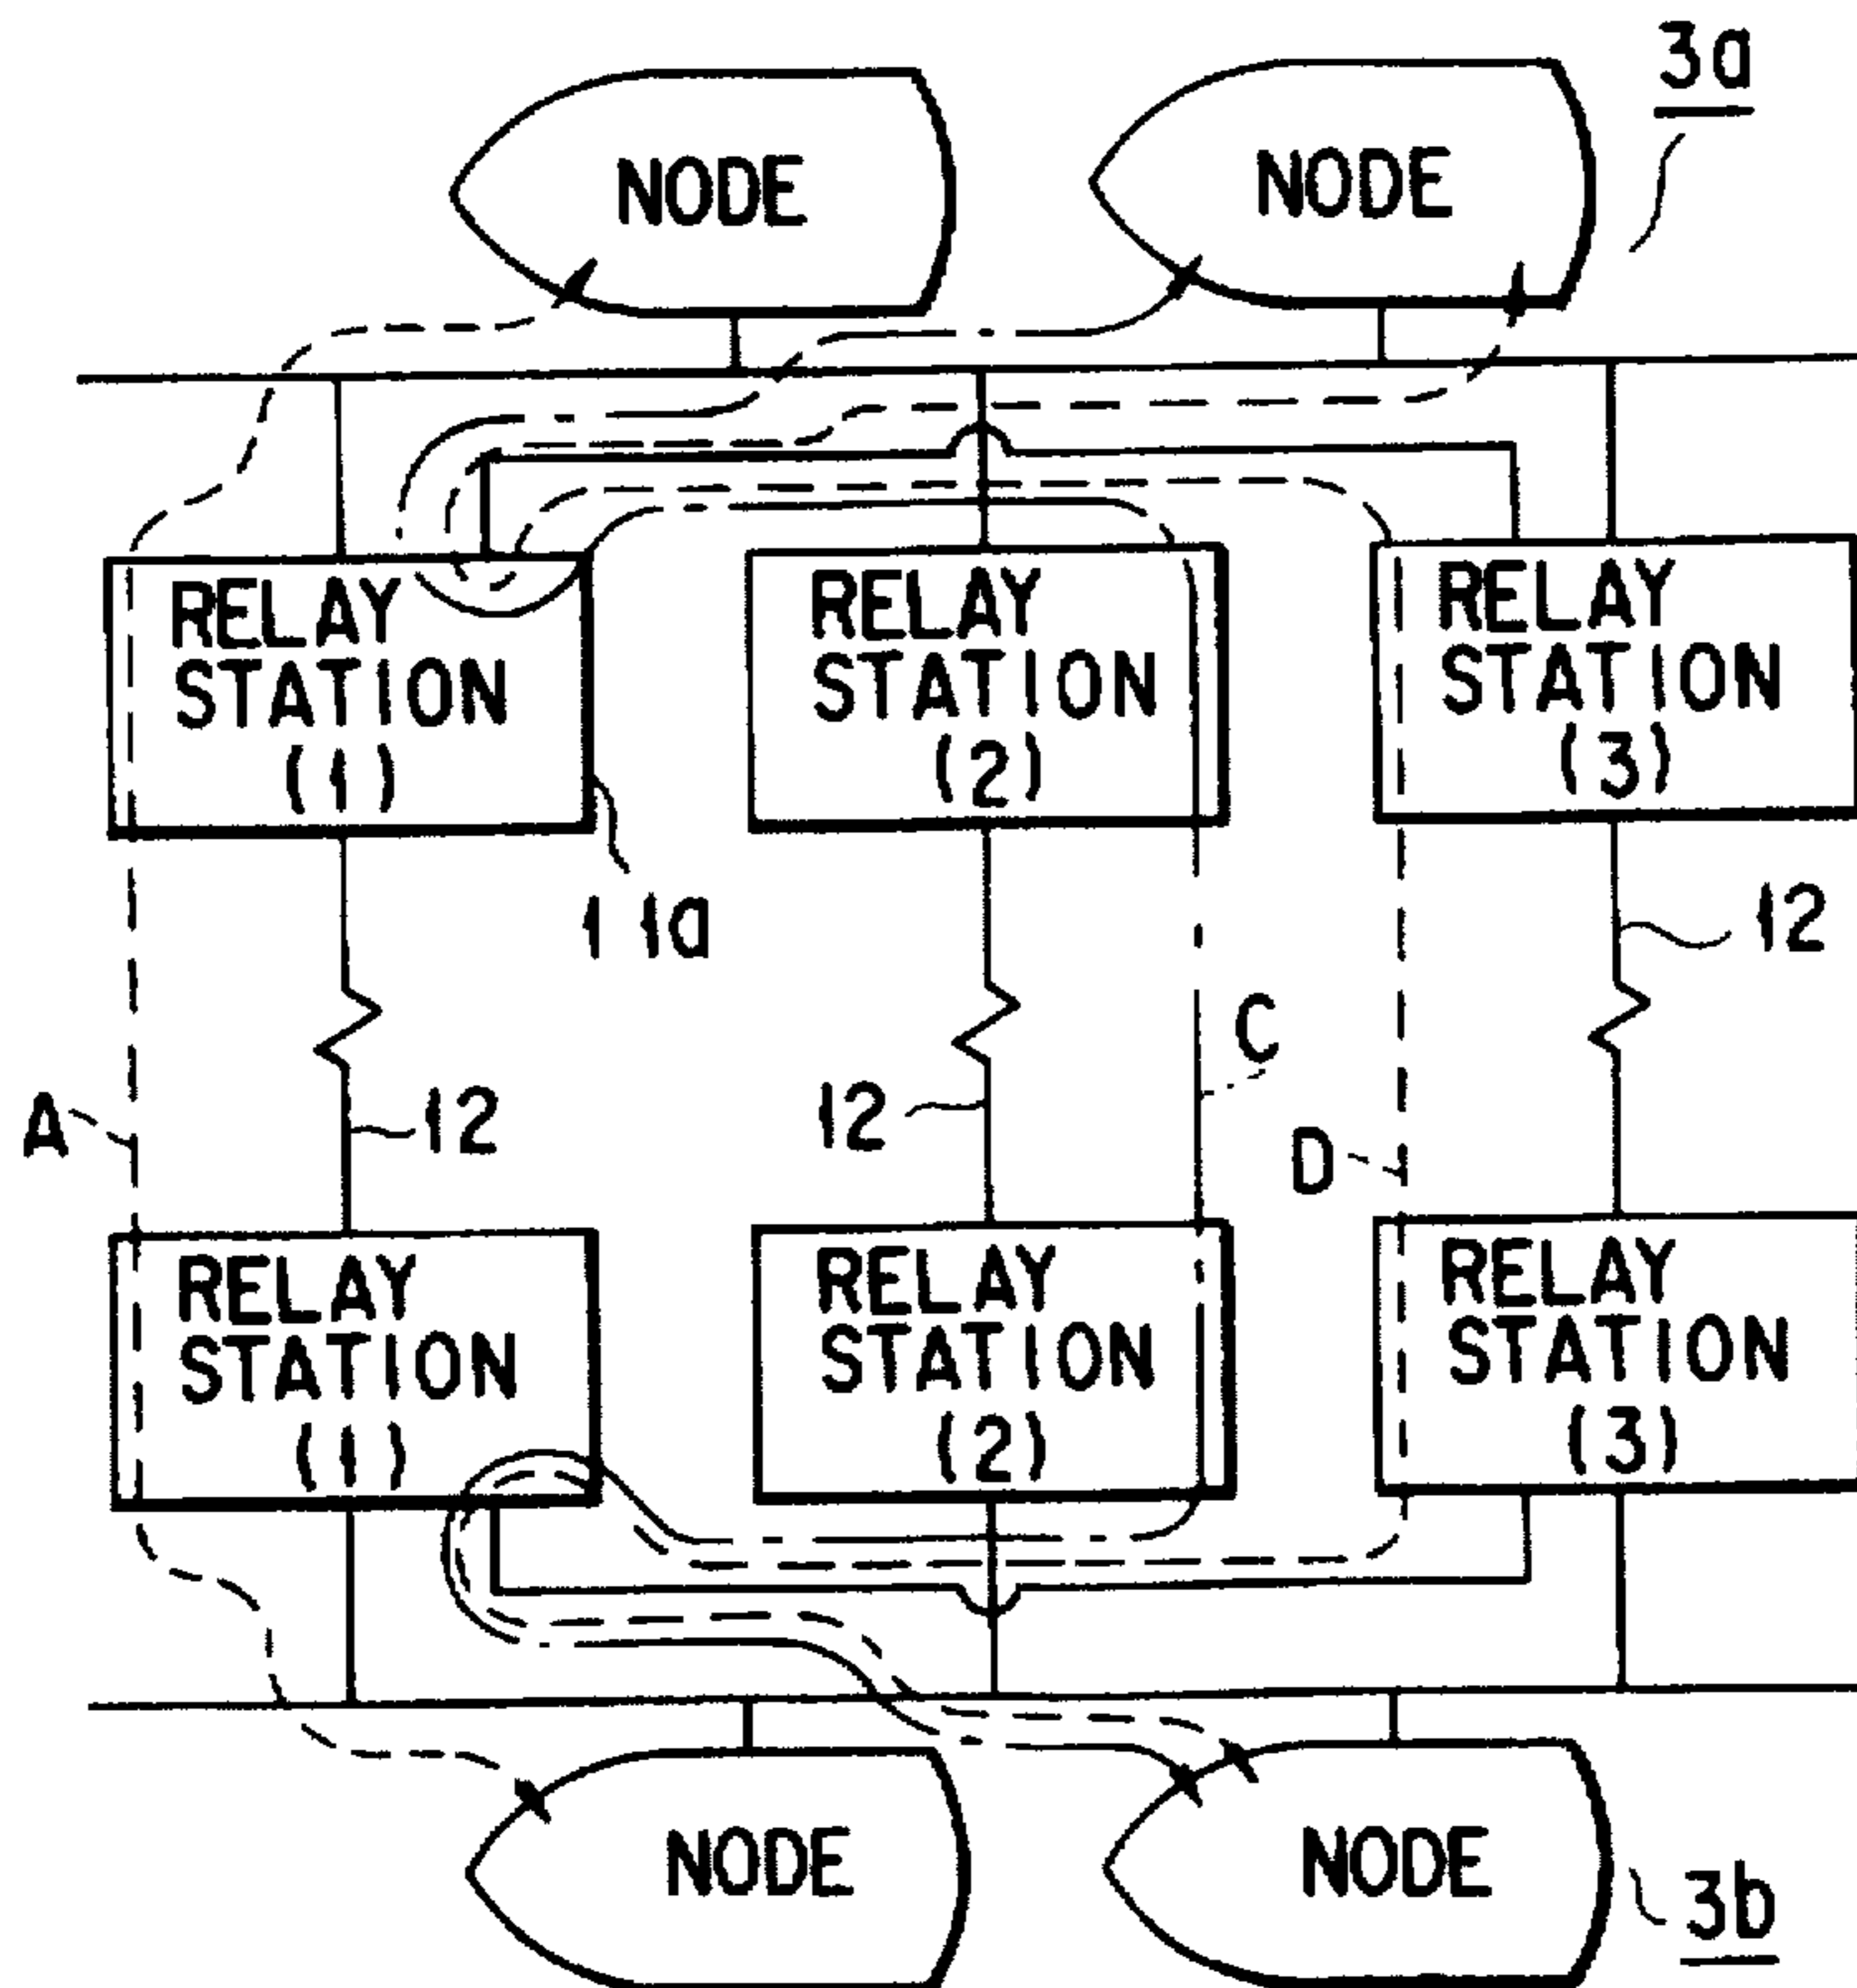 3a
NODE
NODE
RELAY
STATION
(1)
RELAY
STATION
(2)
RELAY
STATION
(3)
11a
12
C
A
12
12
D
RELAY
STATION
(1)
RELAY
STATION
(2)
RELAY
STATION
(3)
NODE
NODE
3b